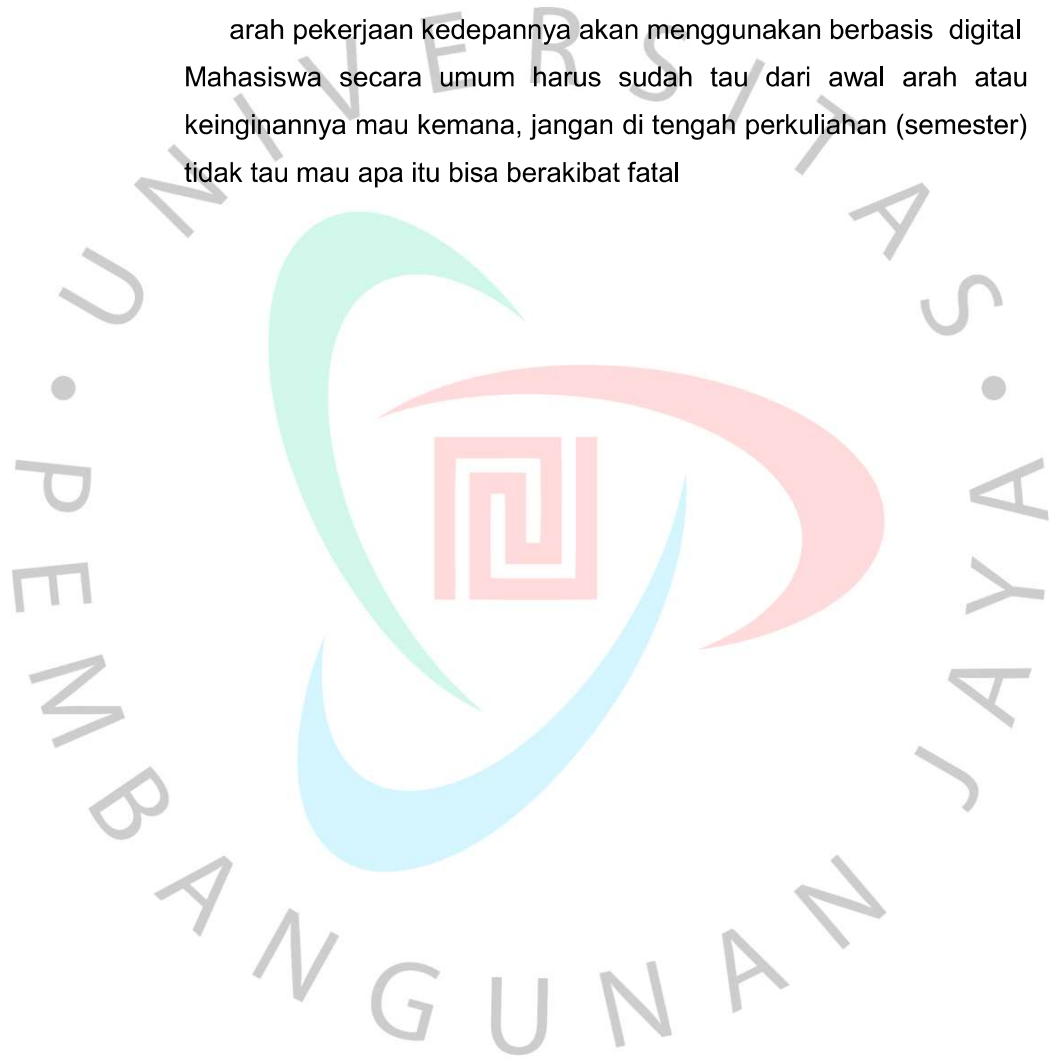 arah pekerjaan kedepannya akan menggunakan berbasis  digital
Mahasiswa secara umum harus sudah tau dari awal arah atau
keinginannya mau kemana, jangan di tengah perkuliahan (semester)
tidak tau mau apa itu bisa berakibat fatal
UNIVERSITAS • PEMBANGUNAN JAYA •